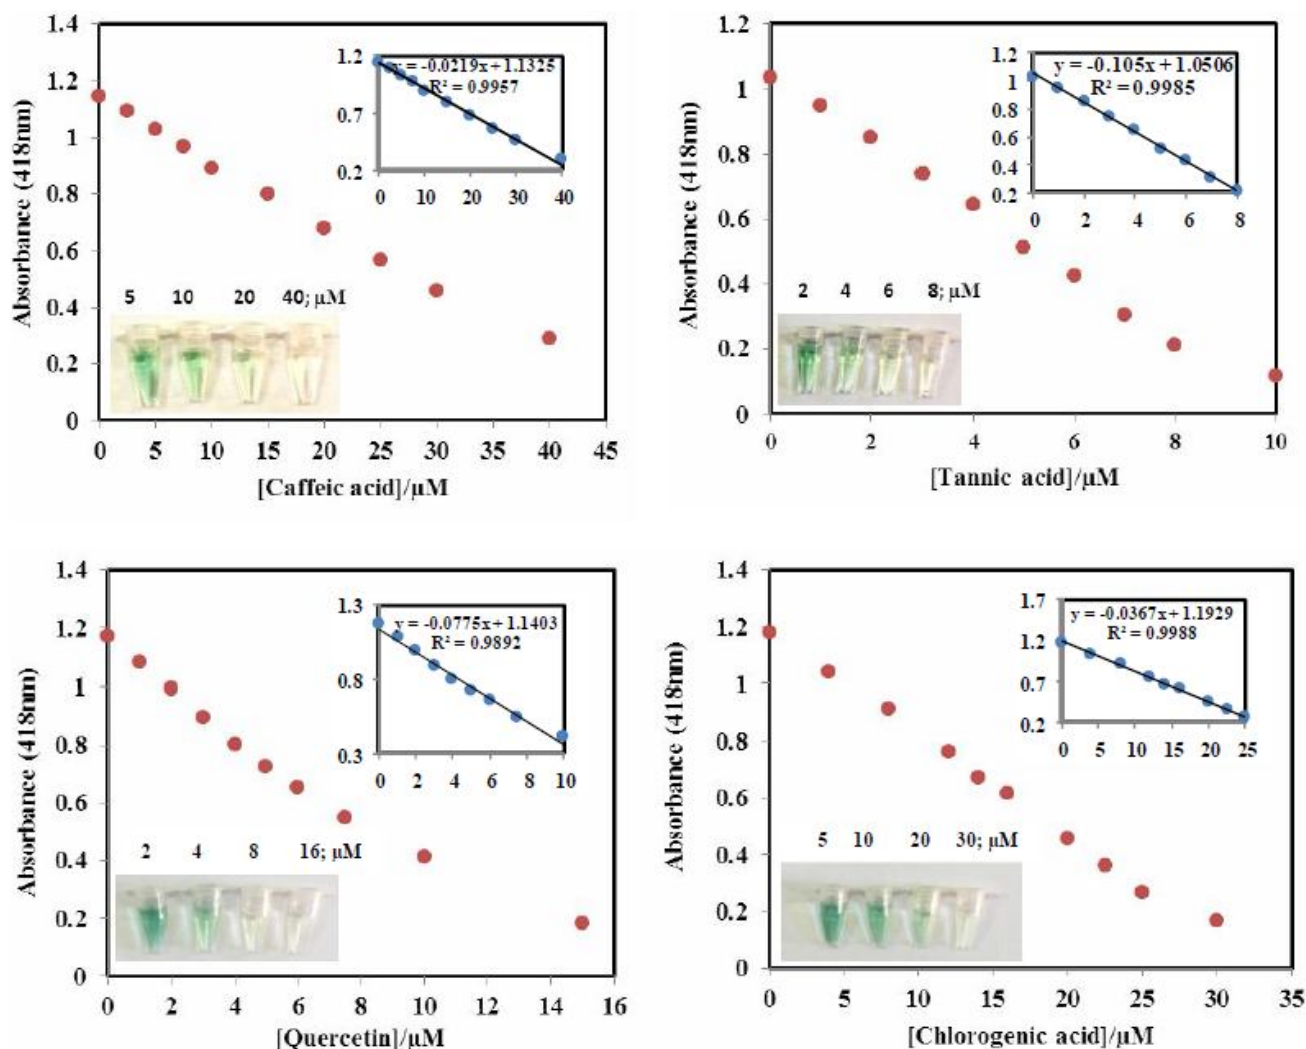 1.4
1.2
1
0.8
0.6
0.4
0.2
0
Absorbance (418nm)
1.2
0.7
0.2
y = -0.0219x + 1.1325
R² = 0.9957
0 10 20 30 40
5 10 20 40; μM
0 5 10 15 20 25 30 35 40 45
[Caffeic acid]/μM
1.2
1
0.8
0.6
0.4
0.2
0
Absorbance (418nm)
1.2
1
0.8
0.6
0.4
0.2
y = -0.105x + 1.0506
R² = 0.9985
0 2 4 6 8
2 4 6 8; μM
0 2 4 6 8 10
[Tannic acid]/μM
1.4
1.2
1
0.8
0.6
0.4
0.2
0
Absorbance (418nm)
1.3
0.8
0.3
y = -0.0775x + 1.1403
R² = 0.9892
0 2 4 6 8 10
2 4 8 16; μM
0 2 4 6 8 10 12 14 16
[Quercetin]/μM
1.4
1.2
1
0.8
0.6
0.4
0.2
0
Absorbance (418nm)
1.7
1.2
0.7
0.2
y = -0.0367x + 1.1929
R² = 0.9988
0 5 10 15 20 25
5 10 20 30; μM
0 5 10 15 20 25 30 35
[Chlorogenic acid]/μM